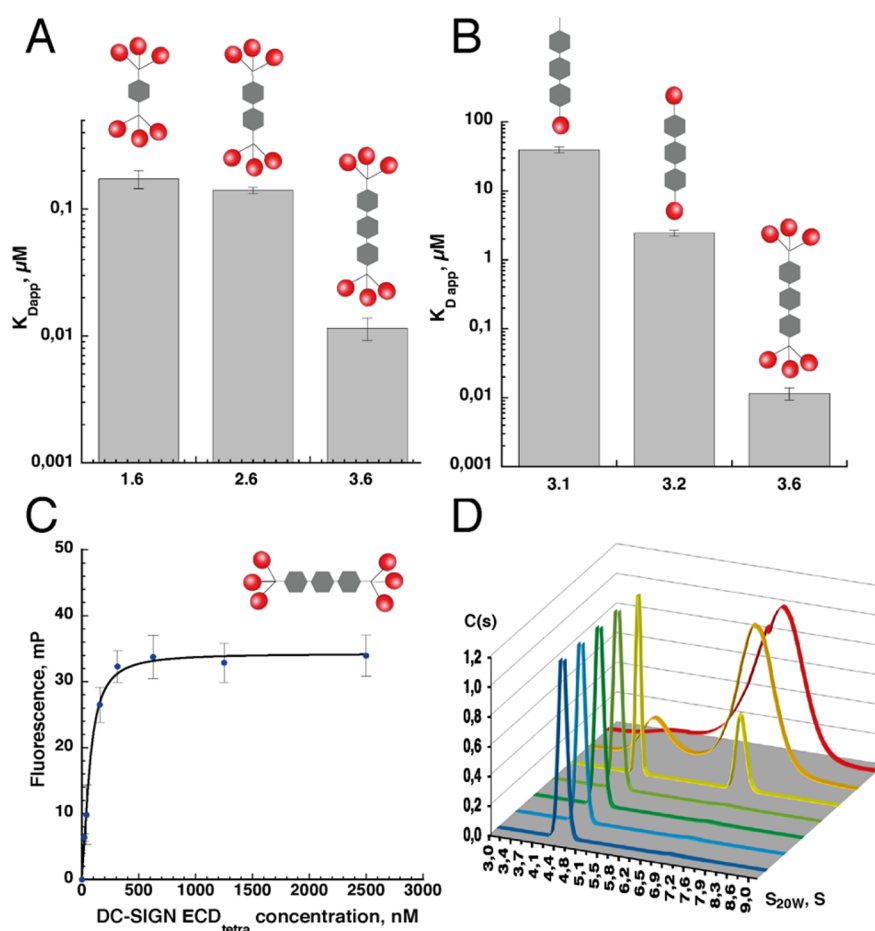 A
K_Dapp, µM
0,1
0,01
0,001
1.6 2.6 3.6
B
K_D app, µM
100
10
1
0,1
0,01
0,001
3.1 3.2 3.6
C
Fluorescence, mP
50
40
30
20
10
0
0 500 1000 1500 2000 2500 3000
DC-SIGN ECD_tetra concentration, nM
D
C(s)
1,2
1,0
0,8
0,6
0,4
0,2
0,0
3,0 3,4 3,7 4,1 4,4 4,8 5,1 5,5 5,8 6,2 6,5 6,9 7,2 7,6 7,9 8,3 8,6 9,0
S_20W, S